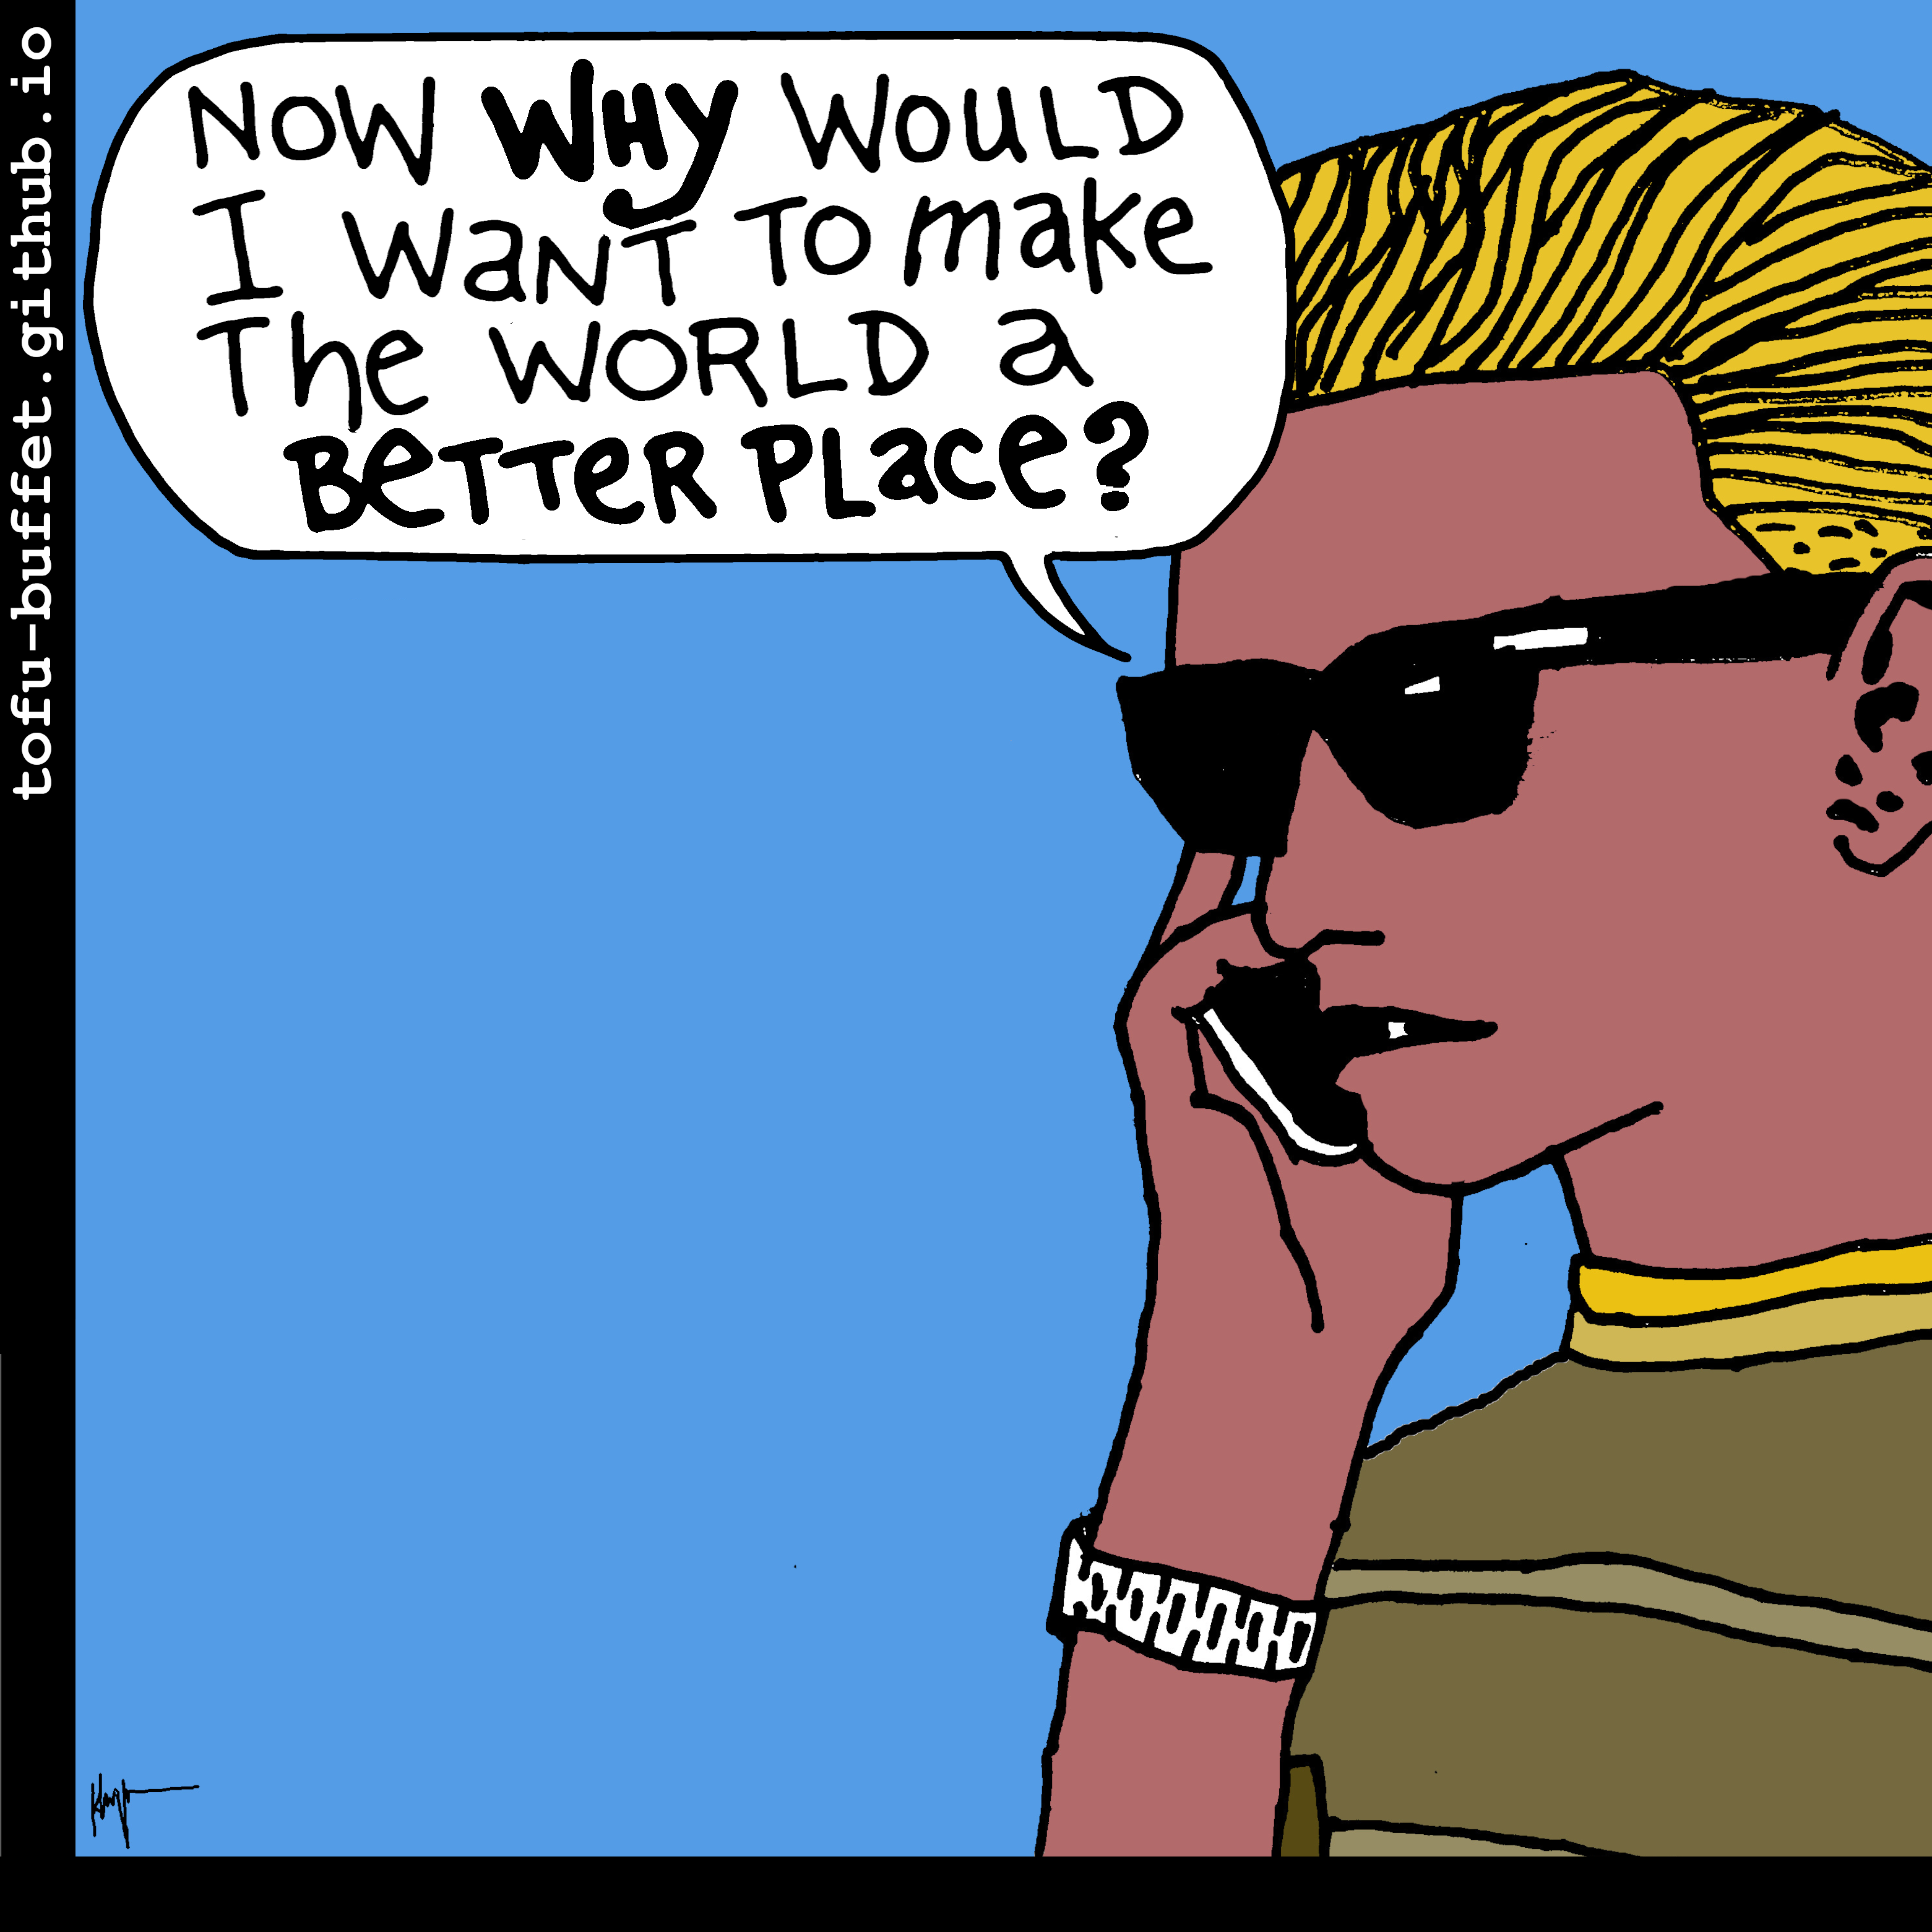 NOW WHY WOULD
I WANT TO make
The WORLD a
BeTTeR PLace?
tofu-buffet.github.io